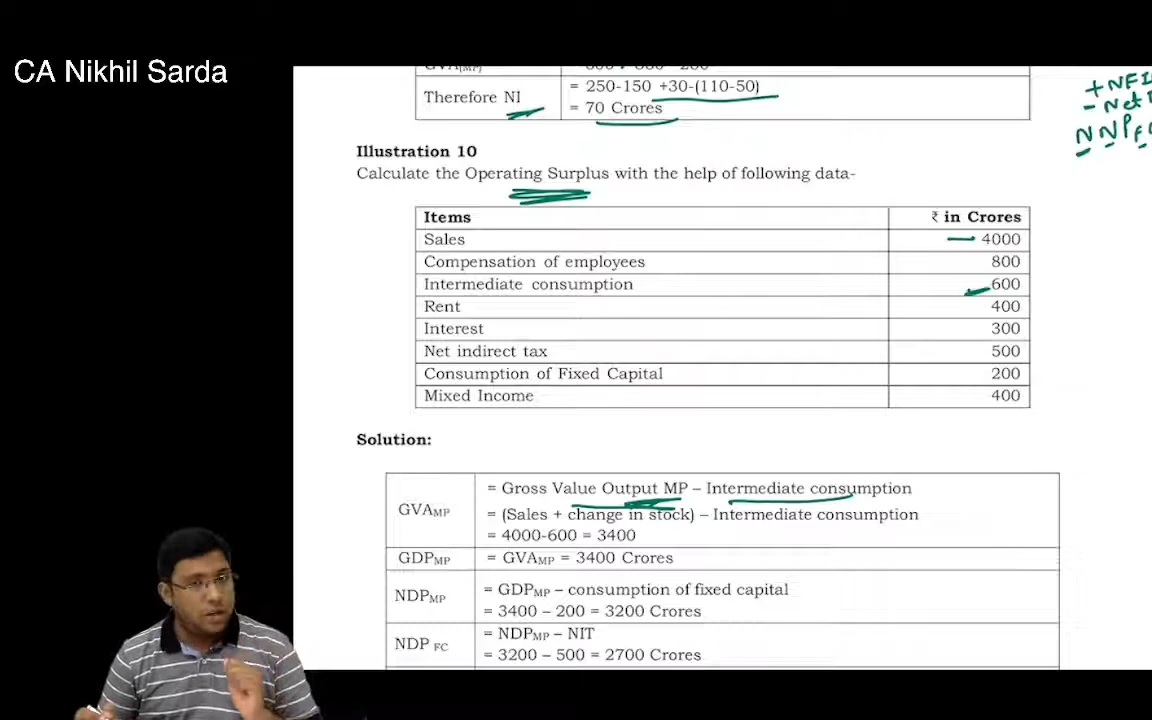 CA Nikhil Sarda
Therefore NI
= 250-150 +30-(110-50)
= 70 Crores
Illustration 10
Calculate the Operating Surplus with the help of following data-
Items ₹ in Crores
Sales 4000
Compensation of employees 800
Intermediate consumption 600
Rent 400
Interest 300
Net indirect tax 500
Consumption of Fixed Capital 200
Mixed Income 400
Solution:
GVAMP
= Gross Value Output MP – Intermediate consumption
= (Sales + change in stock) – Intermediate consumption
= 4000-600 = 3400
GDPMP = GVAMP = 3400 Crores
NDPMP
= GDPMP – consumption of fixed capital
= 3400 – 200 = 3200 Crores
NDP FC
= NDPMP – NIT
= 3200 – 500 = 2700 Crores